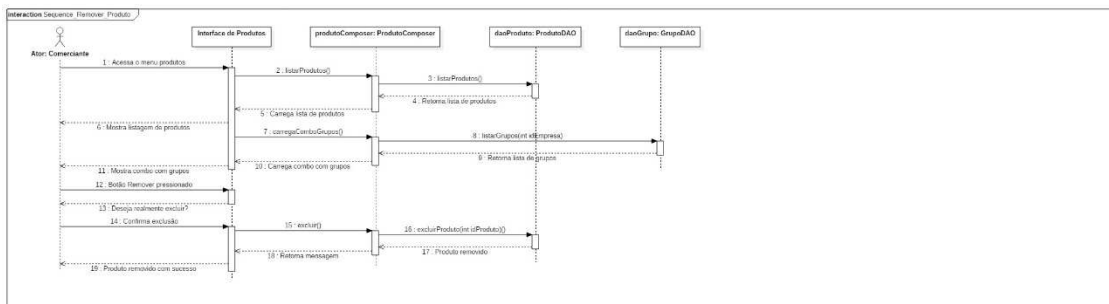 interaction Sequence_Remover_Produto
Interface de Produtos
produtoComposer: ProdutoComposer
daoProduto: ProdutoDAO
daoGrupo: GrupoDAO
Ator: Comerciante
1 : Acessa o menu produtos
2 : listarProdutos()
3 : listarProdutos()
4 : Retorna lista de produtos
5 : Carrega lista de produtos
6 : Mostra listagem de produtos
7 : carregaComboGrupos()
8 : listarGrupos(int idEmpresa)
9 : Retorna lista de grupos
10 : Carrega combo com grupos
11 : Mostra combo com grupos
12 : Botão Remover pressionado
13 : Deseja realmente excluir?
14 : Confirma exclusão
15 : excluir()
16 : excluirProduto(int idProduto)()
17 : Produto removido
18 : Retorna mensagem
19 : Produto removido com sucesso